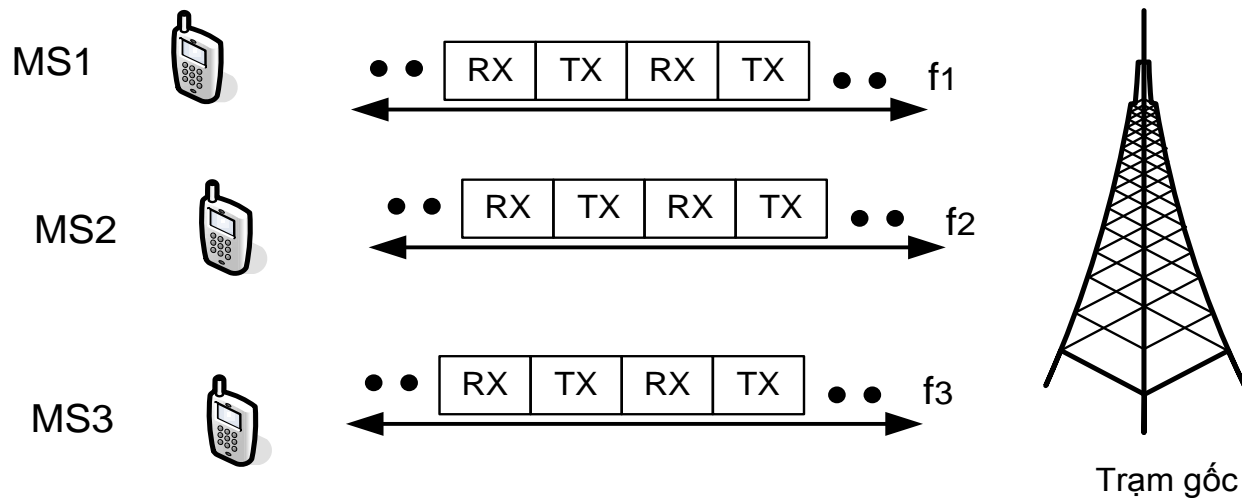 MS1 RX TX RX TX f1
MS2 RX TX RX TX f2
MS3 RX TX RX TX f3
Trạm gốc